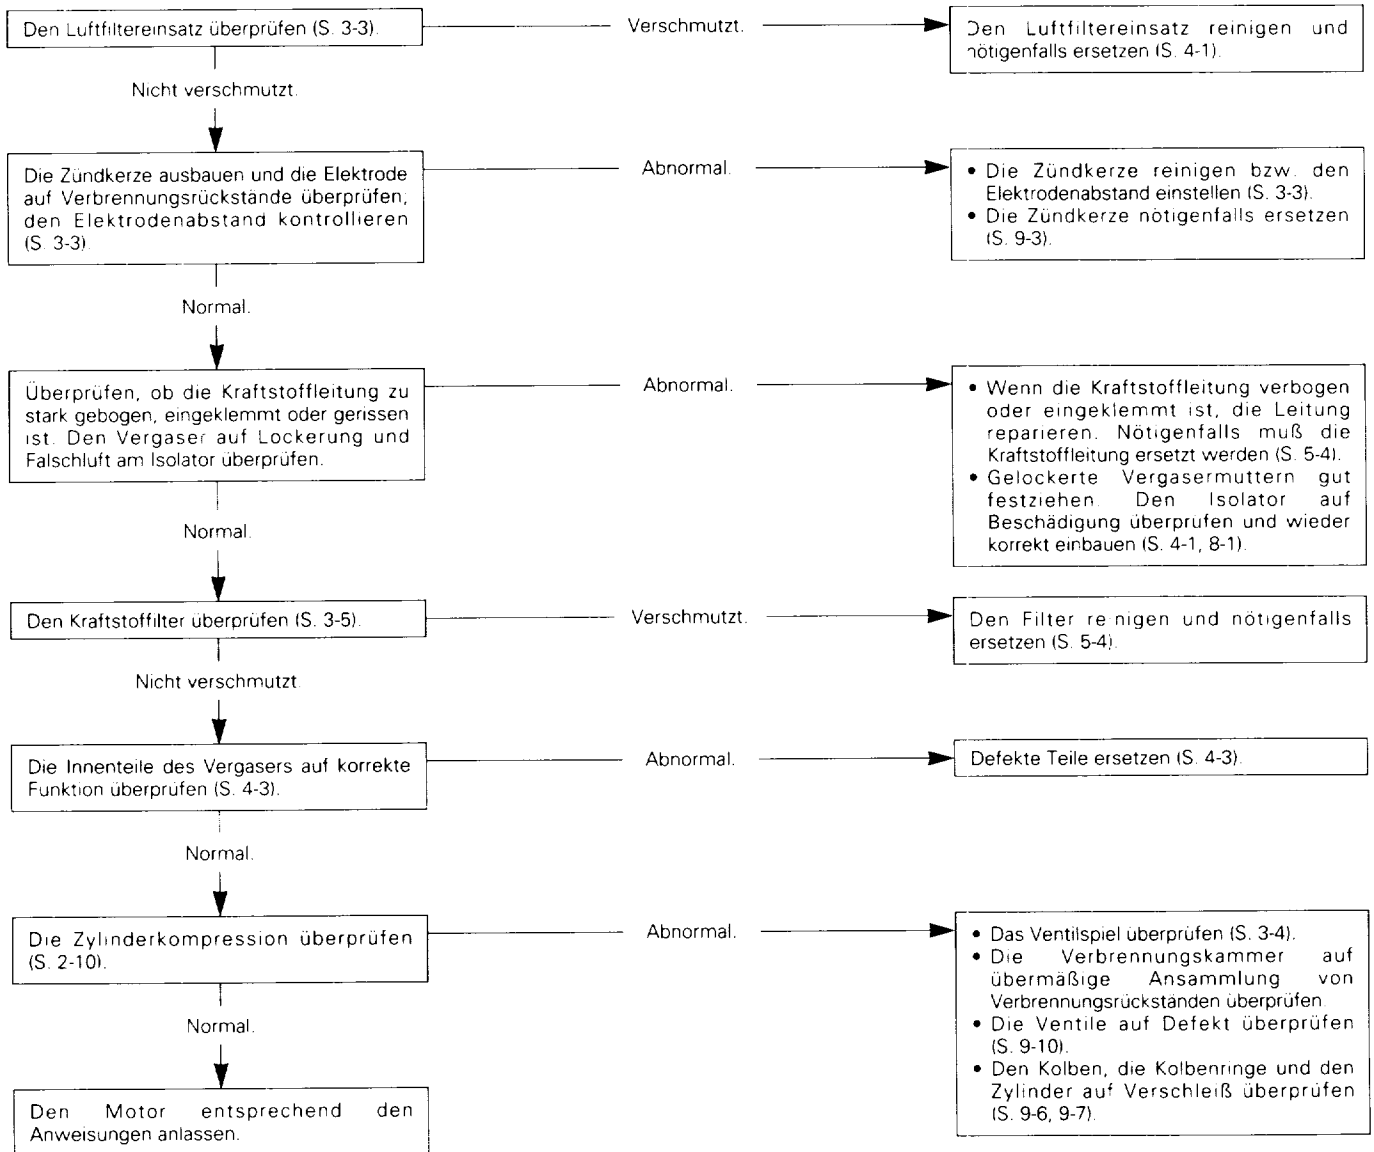 Den Luftfiltereinsatz überprüfen (S. 3-3).
Verschmutzt.
Den Luftfiltereinsatz reinigen und
nötigenfalls ersetzen (S. 4-1).
Nicht verschmutzt.
Die Zündkerze ausbauen und die Elektrode
auf Verbrennungsrückstände überprüfen;
den Elektrodenabstand kontrollieren
(S. 3-3).
Abnormal.
• Die Zündkerze reinigen bzw. den
Elektrodenabstand einstellen (S. 3-3).
• Die Zündkerze nötigenfalls ersetzen
(S. 9-3).
Normal.
Überprüfen, ob die Kraftstoffleitung zu
stark gebogen, eingeklemmt oder gerissen
ist. Den Vergaser auf Lockerung und
Falschluft am Isolator überprüfen.
Abnormal.
• Wenn die Kraftstoffleitung verbogen
oder eingeklemmt ist, die Leitung
reparieren. Nötigenfalls muß die
Kraftstoffleitung ersetzt werden (S. 5-4).
• Gelockerte Vergasermuttern gut
festziehen. Den Isolator auf
Beschädigung überprüfen und wieder
korrekt einbauen (S. 4-1, 8-1).
Normal.
Den Kraftstoffilter überprüfen (S. 3-5).
Verschmutzt.
Den Filter reinigen und nötigenfalls
ersetzen (S. 5-4).
Nicht verschmutzt.
Die Innenteile des Vergasers auf korrekte
Funktion überprüfen (S. 4-3).
Abnormal.
Defekte Teile ersetzen (S. 4-3).
Normal.
Die Zylinderkompression überprüfen
(S. 2-10).
Abnormal.
• Das Ventilspiel überprüfen (S. 3-4).
• Die Verbrennungskammer auf
übermäßige Ansammlung von
Verbrennungsrückständen überprüfen.
• Die Ventile auf Defekt überprüfen
(S. 9-10).
• Den Kolben, die Kolbenringe und den
Zylinder auf Verschleiß überprüfen
(S. 9-6, 9-7).
Normal.
Den Motor entsprechend den
Anweisungen anlassen.